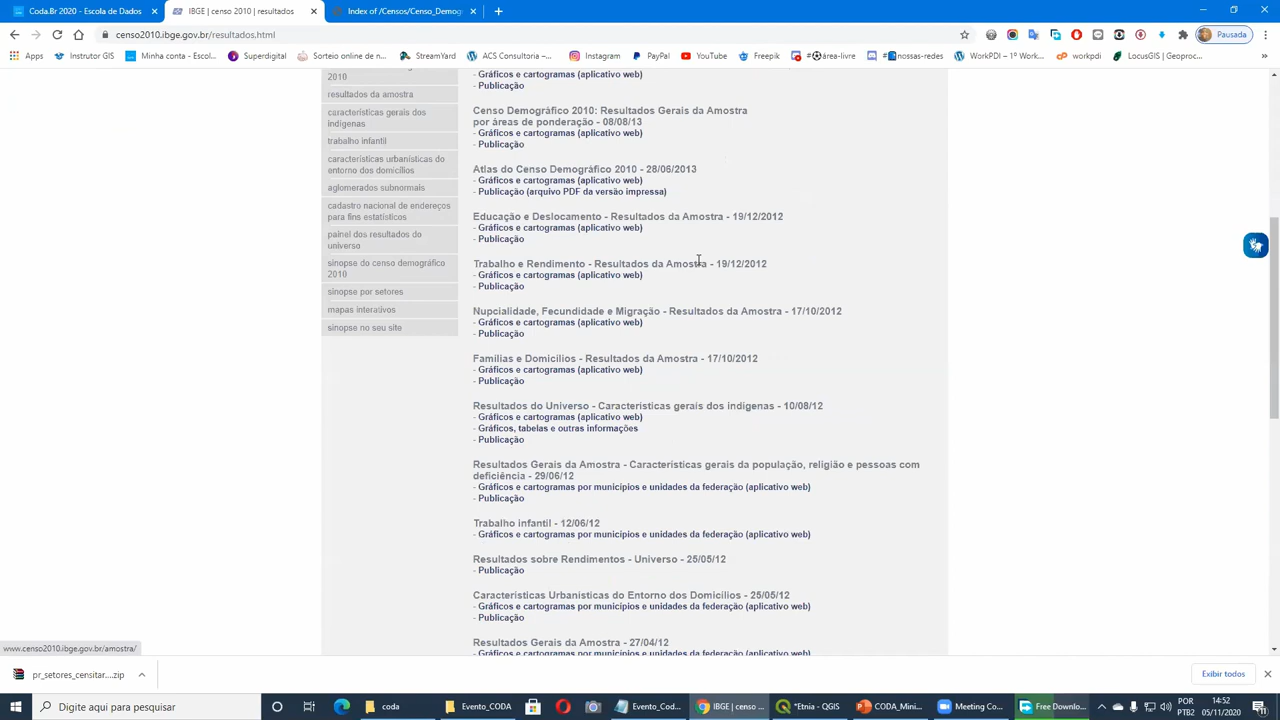 Coda.Br 2020 - Escola de Dados
IBGE | censo 2010 | resultados
Index of /Censos/Censo_Demogr
censo2010.ibge.gov.br/resultados.html
Pausada
Apps
Instrutor GIS
Minha conta - Escol...
Superdigital
Sorteio online de n...
StreamYard
ACS Consultoria - ...
Instagram
PayPal
YouTube
Freepik
#⚽área-livre
#📢nossas-redes
WorkPDI – 1º Work...
workpdi
LocusGIS | Geoproc...
»
2010
resultados da amostra
características gerais dos
indígenas
trabalho infantil
características urbanísticas do
entorno dos domicílios
aglomerados subnormais
cadastro nacional de endereços
para fins estatísticos
painel dos resultados do
universo
sinopse do censo demográfico
2010
sinopse por setores
mapas interativos
sinopse no seu site
- Gráficos e cartogramas (aplicativo web)
- Publicação
Censo Demográfico 2010: Resultados Gerais da Amostra
por áreas de ponderação - 08/08/13
- Gráficos e cartogramas (aplicativo web)
- Publicação
Atlas do Censo Demográfico 2010 - 28/06/2013
- Gráficos e cartogramas (aplicativo web)
- Publicação (arquivo PDF da versão impressa)
Educação e Deslocamento - Resultados da Amostra - 19/12/2012
- Gráficos e cartogramas (aplicativo web)
- Publicação
Trabalho e Rendimento - Resultados da Amostra - 19/12/2012
- Gráficos e cartogramas (aplicativo web)
- Publicação
Nupcialidade, Fecundidade e Migração - Resultados da Amostra - 17/10/2012
- Gráficos e cartogramas (aplicativo web)
- Publicação
Famílias e Domicílios - Resultados da Amostra - 17/10/2012
- Gráficos e cartogramas (aplicativo web)
- Publicação
Resultados do Universo - Características gerais dos indígenas - 10/08/12
- Gráficos e cartogramas (aplicativo web)
- Gráficos, tabelas e outras informações
- Publicação
Resultados Gerais da Amostra - Características gerais da população, religião e pessoas com
deficiência - 29/06/12
- Gráficos e cartogramas por municípios e unidades da federação (aplicativo web)
- Publicação
Trabalho infantil - 12/06/12
- Gráficos e cartogramas por municípios e unidades da federação (aplicativo web)
Resultados sobre Rendimentos - Universo - 25/05/12
- Publicação
Características Urbanísticas do Entorno dos Domicílios - 25/05/12
- Gráficos e cartogramas por municípios e unidades da federação (aplicativo web)
- Publicação
Resultados Gerais da Amostra - 27/04/12
- Gráficos e cartogramas por municípios e unidades da federação (aplicativo web)
www.censo2010.ibge.gov.br/amostra/
pr_setores_censitar....zip
Exibir todos
Digite aqui para pesquisar
coda
Evento_CODA
Evento_Cod...
IBGE | censo ...
*Etnia - QGIS
CODA_Mini...
Meeting Co...
Free Downlo...
POR
PTB2
14:52
05/11/2020